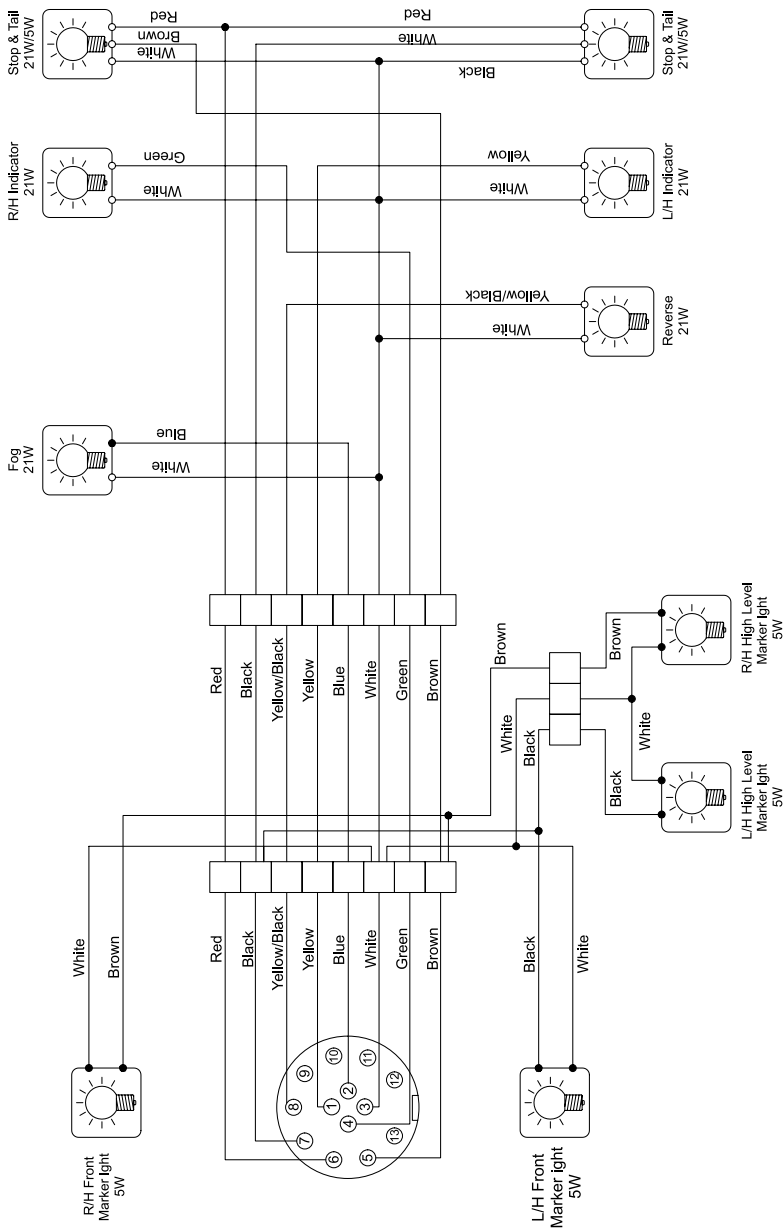 Stop & Tail
21W/5W
Red
Brown
White
Red
White
Black
Stop & Tail
21W/5W
R/H Indicator
21W
Green
White
Yellow
White
L/H Indicator
21W
Yellow/Black
White
Reverse
21W
Fog
21W
Blue
White
Red
Black
Yellow/Black
Yellow
Blue
White
Green
Brown
Brown
White
Black
Brown
White
Black
R/H High Level
Marker light
5W
L/H High Level
Marker light
5W
White
Brown
Red
Black
Yellow/Black
Yellow
Blue
White
Green
Brown
Black
White
R/H Front
Marker light
5W
L/H Front
Marker ight
5W
1
2
3
4
5
6
7
8
9
10
11
12
13